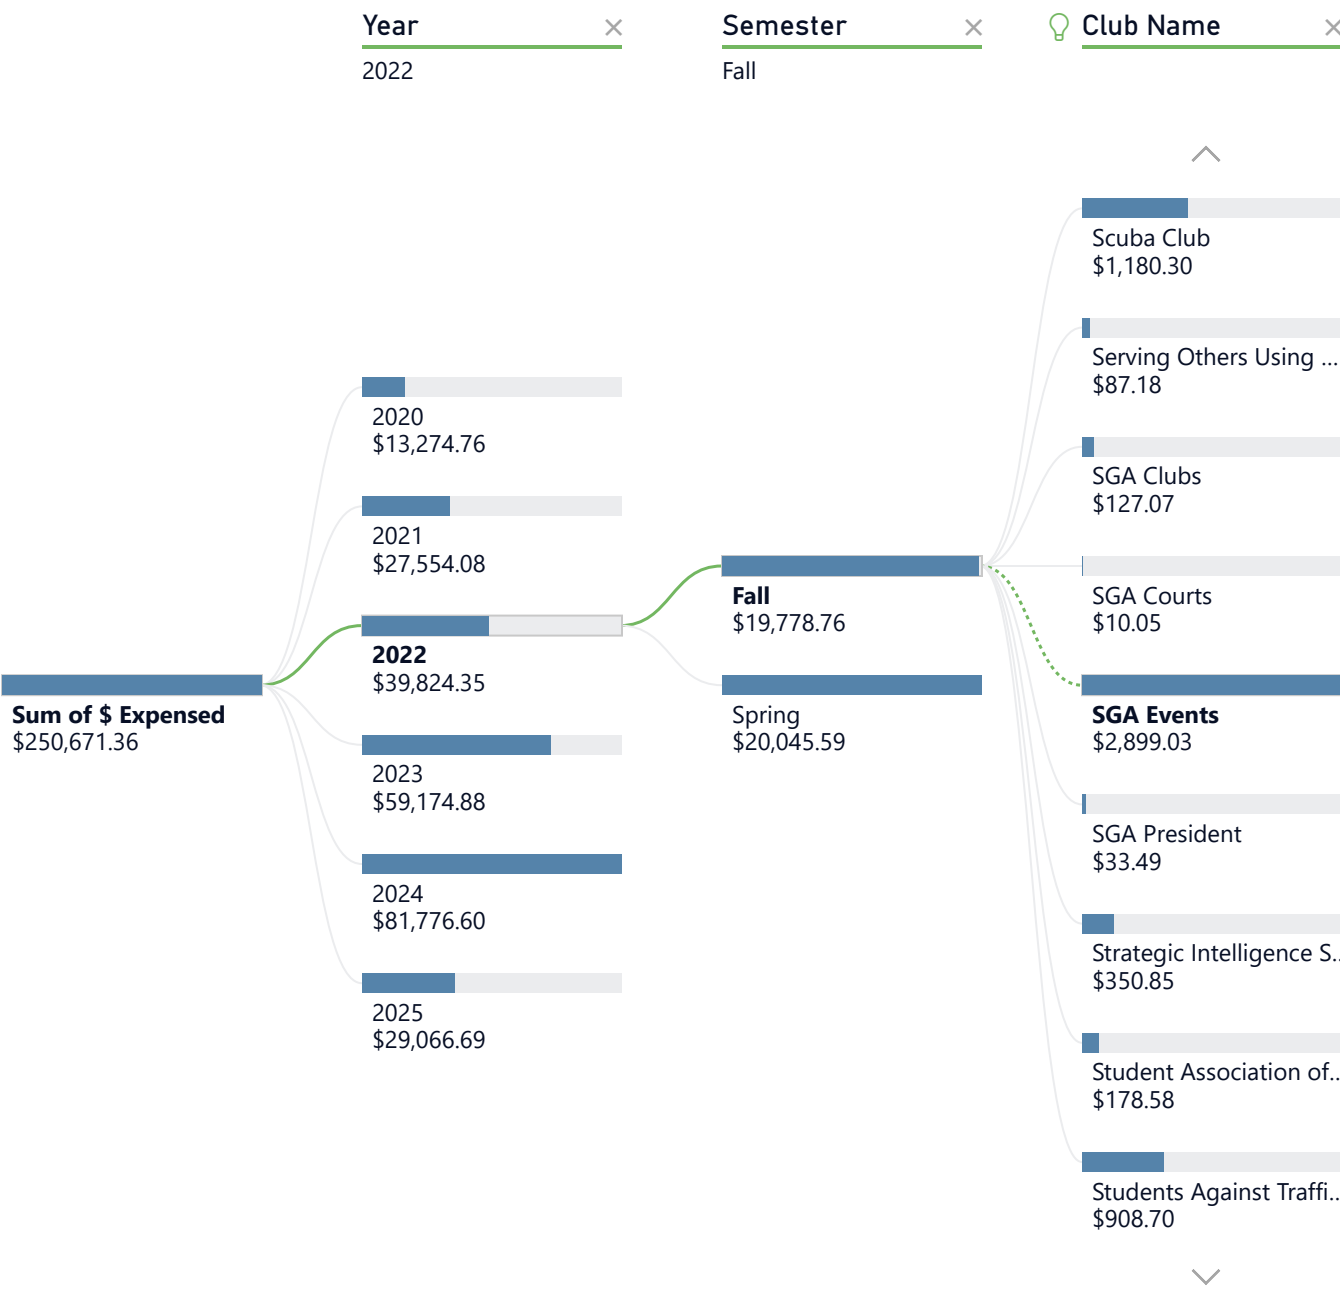 Year
2022
Semester
Fall
Club Name
Sum of $ Expensed
$250,671.36
2020
$13,274.76
2021
$27,554.08
2022
$39,824.35
2023
$59,174.88
2024
$81,776.60
2025
$29,066.69
Fall
$19,778.76
Spring
$20,045.59
Scuba Club
$1,180.30
Serving Others Using ...
$87.18
SGA Clubs
$127.07
SGA Courts
$10.05
SGA Events
$2,899.03
SGA President
$33.49
Strategic Intelligence S..
$350.85
Student Association of..
$178.58
Students Against Traffi..
$908.70